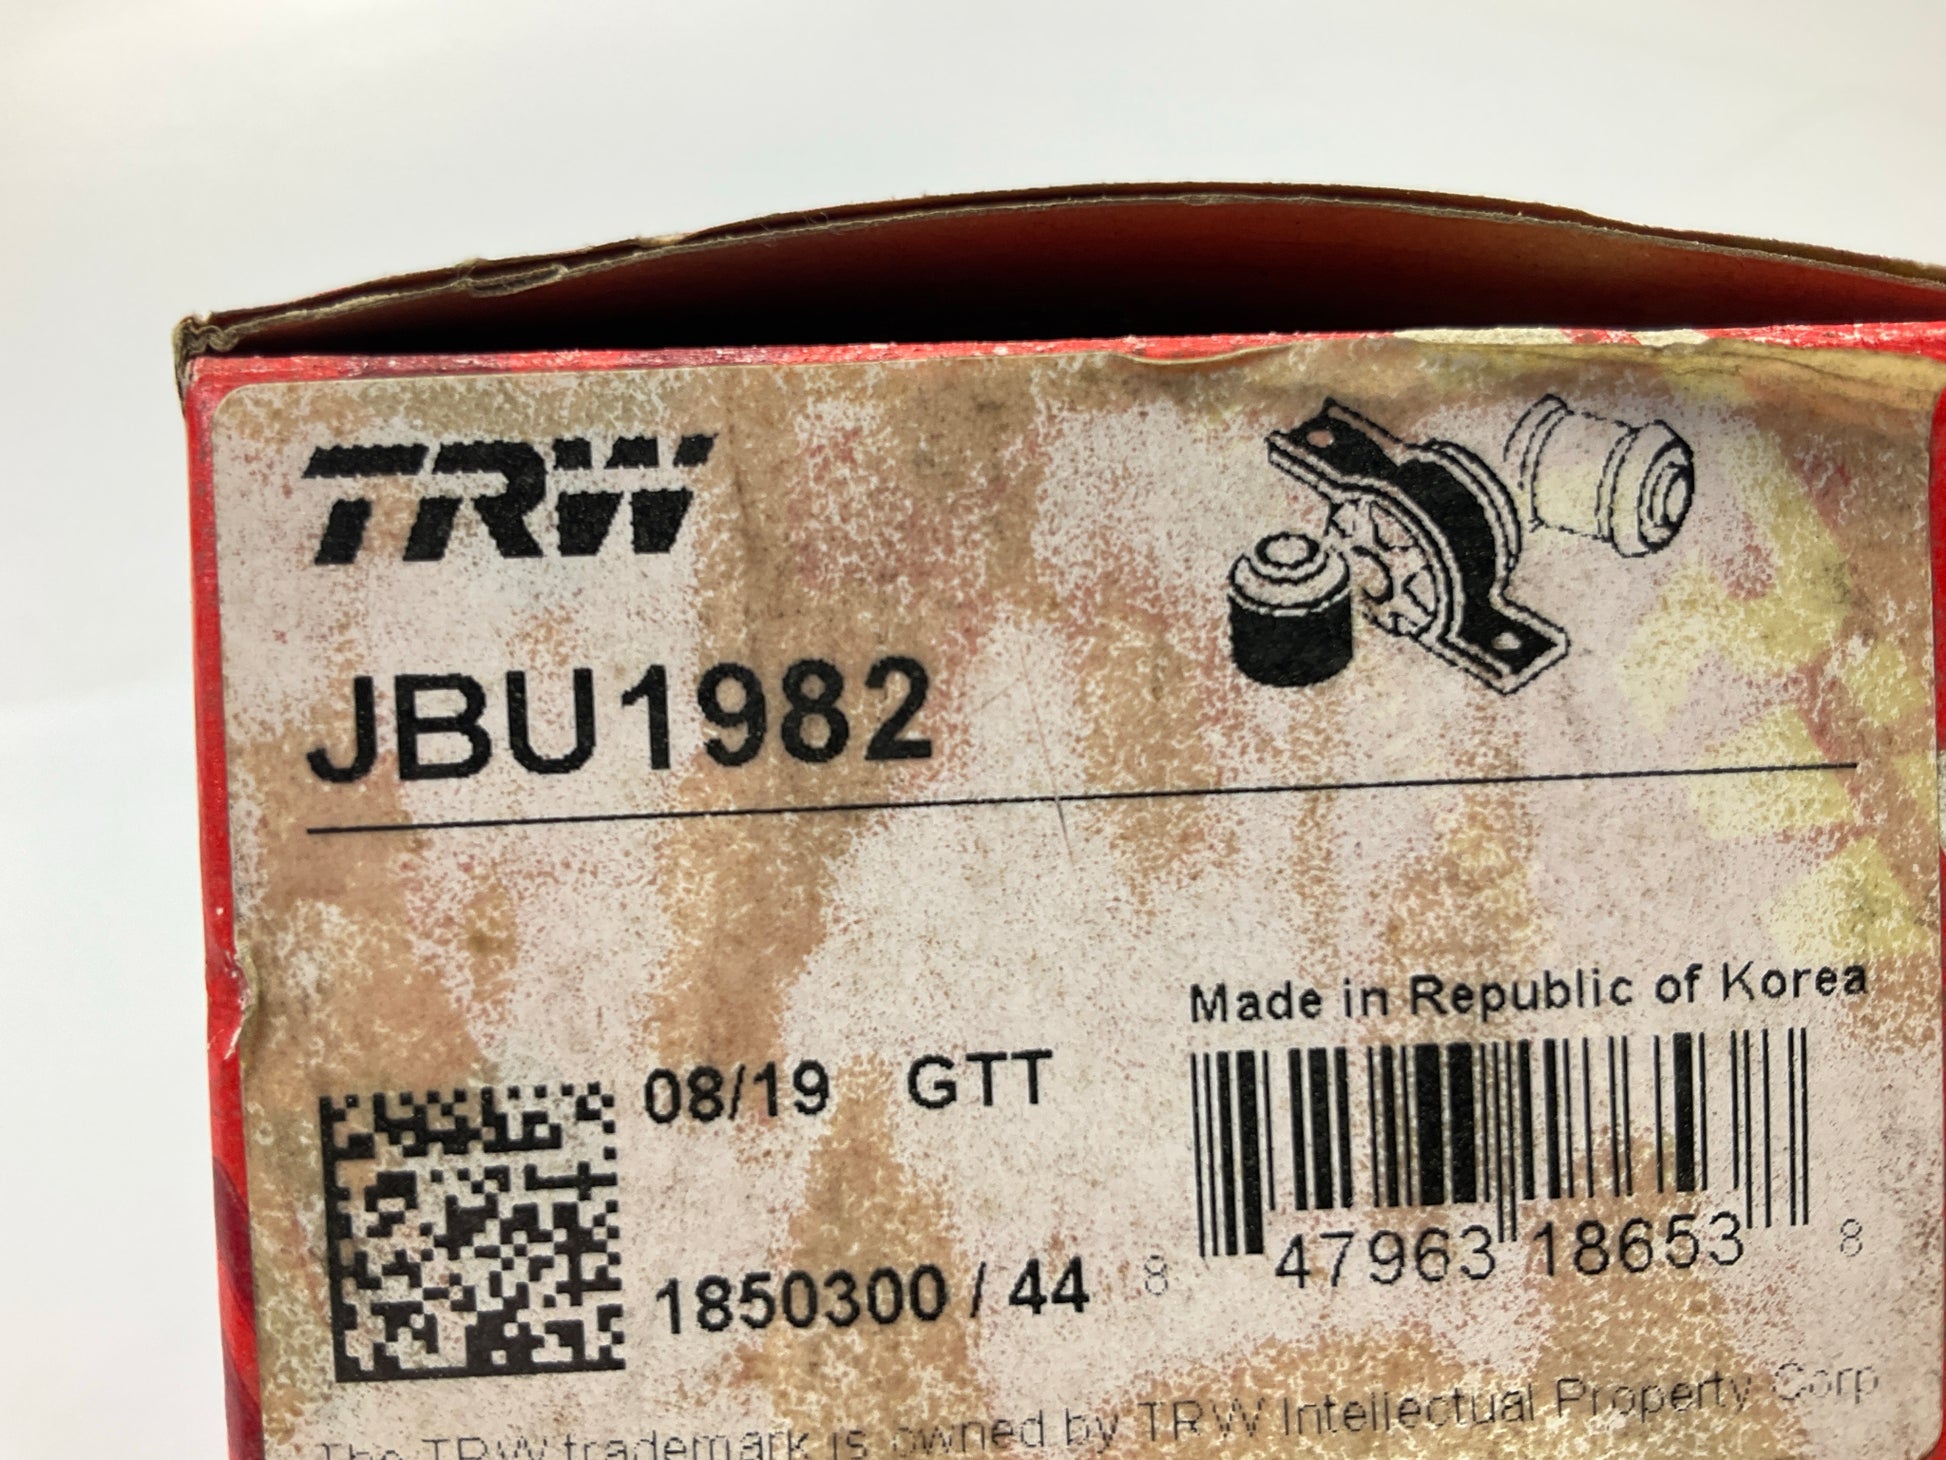 TRW
JBU1982
Made in Republic of Korea
08/19 GTT
1850300 / 44
8 47963 18653 8
The TRW trademark is owned by TRW Intellectual Property Corp